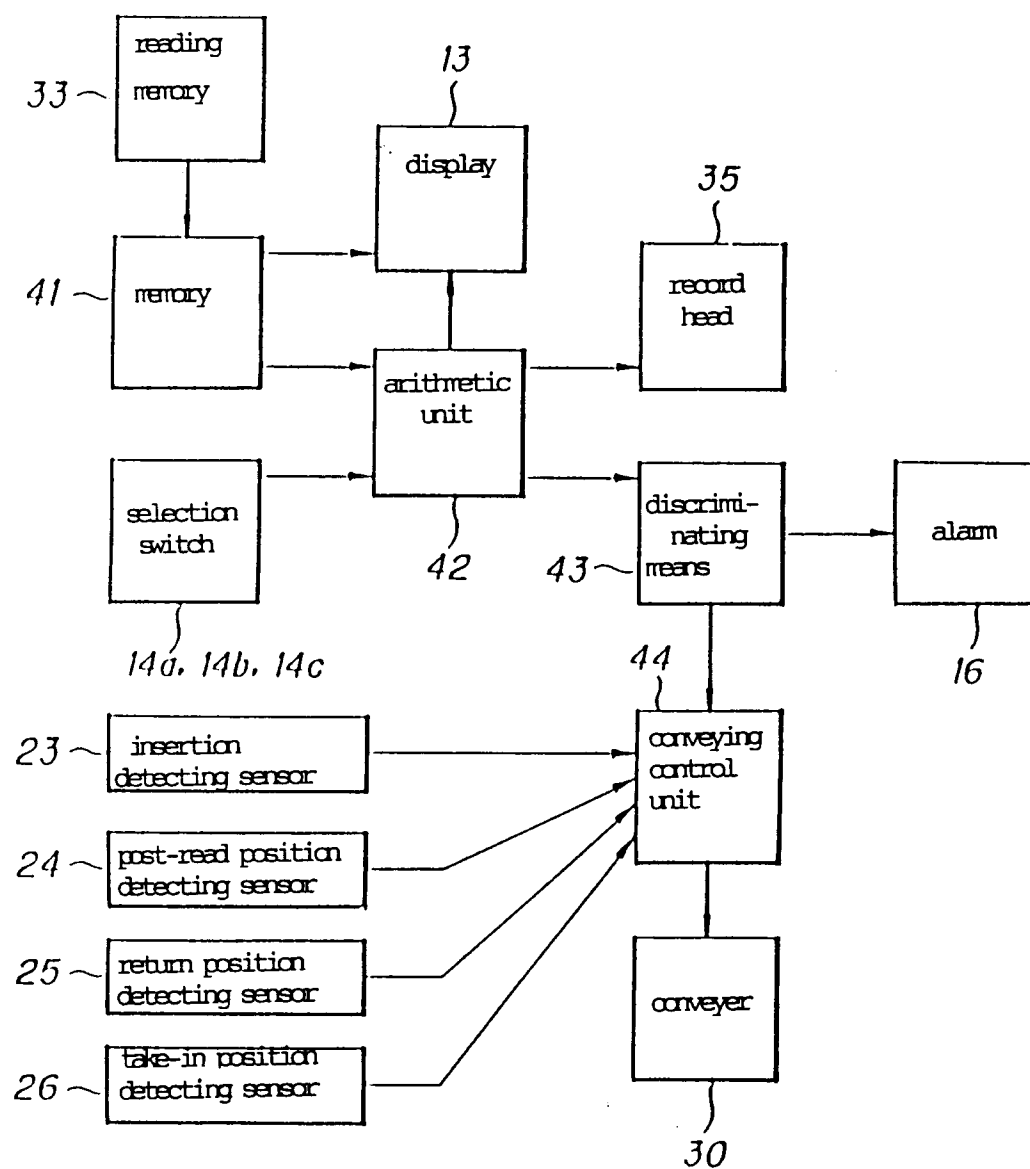 reading
memory
33
13
display
35
record
head
41
memory
arithmetic
unit
42
selection
switch
14a. 14b. 14c
discrimi-
nating
means
43
alarm
16
44
conveying
control
unit
23
insertion
detecting sensor
24
post-read position
detecting sensor
25
return position
detecting sensor
26
take-in position
detecting sensor
conveyer
30